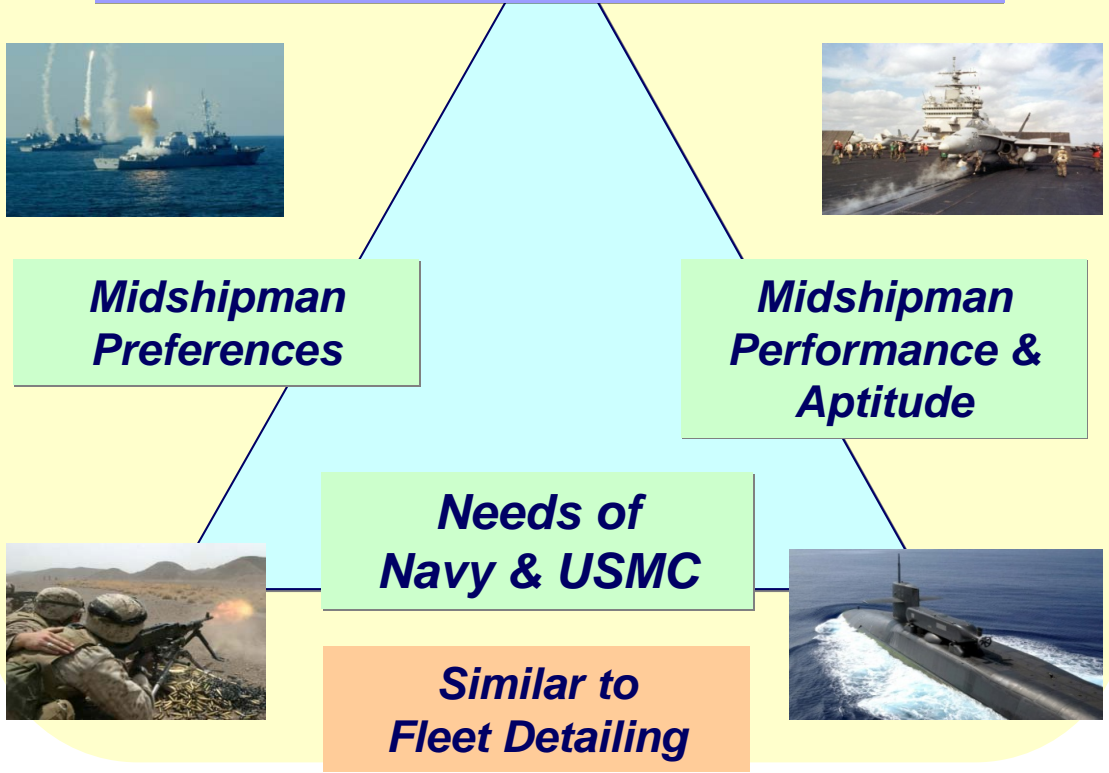 Midshipman
Preferences
Midshipman
Performance &
Aptitude
Needs of
Navy & USMC
Similar to
Fleet Detailing